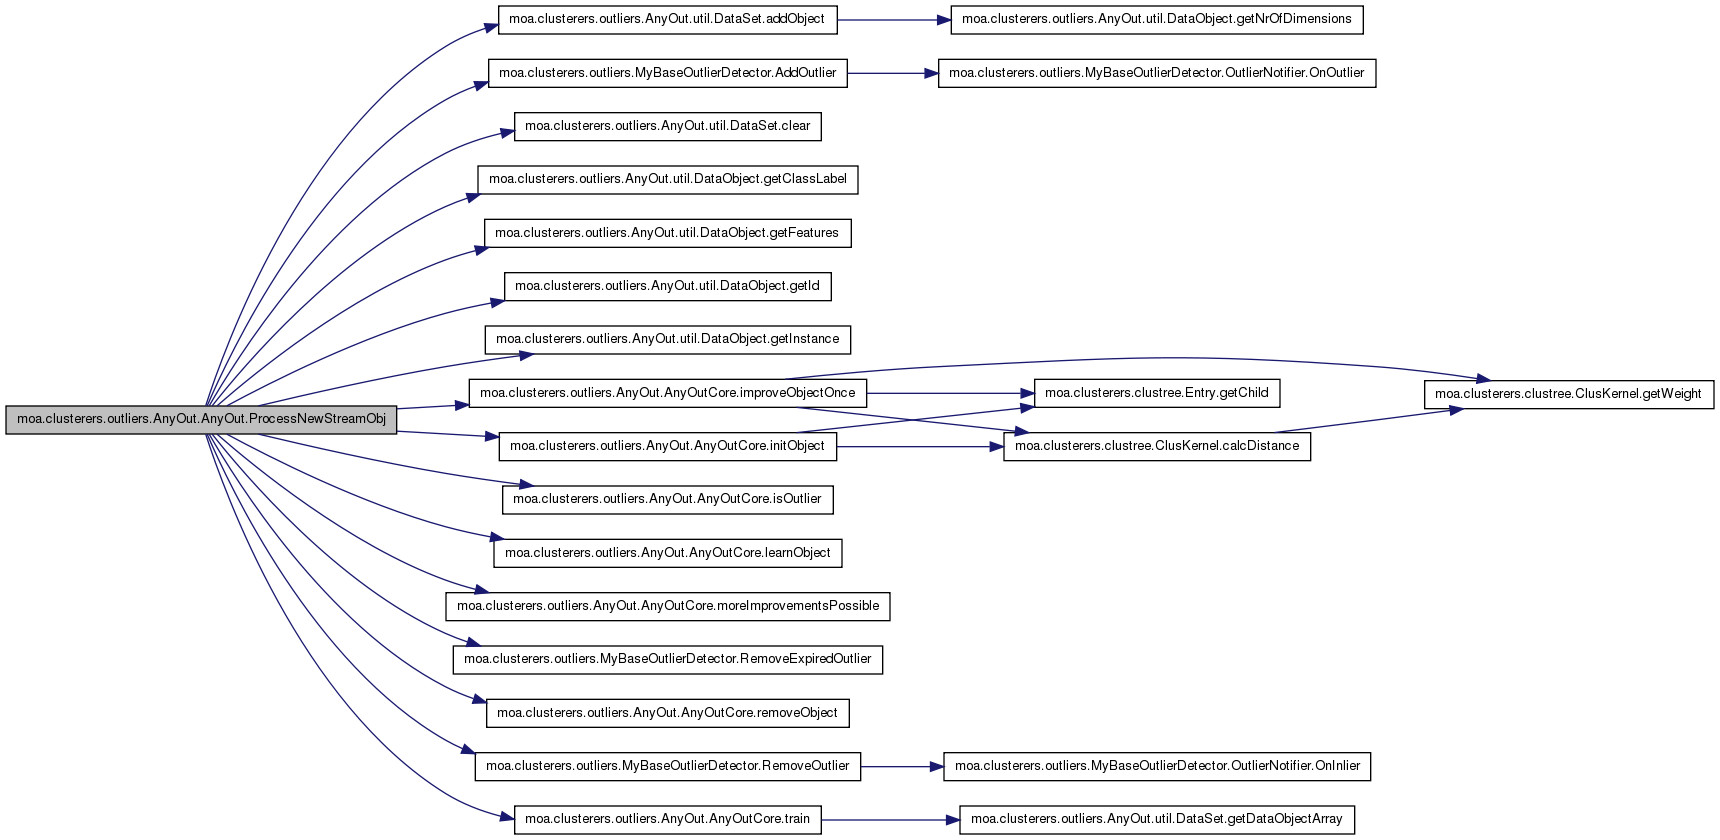 moa.clusterers.outliers.AnyOut.util.DataSet.addObject
moa.clusterers.outliers.AnyOut.util.DataObject.getNrOfDimensions
moa.clusterers.outliers.MyBaseOutlierDetector.AddOutlier
moa.clusterers.outliers.MyBaseOutlierDetector.OutlierNotifier.OnOutlier
moa.clusterers.outliers.AnyOut.util.DataSet.clear
moa.clusterers.outliers.AnyOut.util.DataObject.getClassLabel
moa.clusterers.outliers.AnyOut.util.DataObject.getFeatures
moa.clusterers.outliers.AnyOut.util.DataObject.getId
moa.clusterers.outliers.AnyOut.util.DataObject.getInstance
moa.clusterers.outliers.AnyOut.AnyOutCore.improveObjectOnce
moa.clusterers.clustree.Entry.getChild
moa.clusterers.clustree.ClusKernel.getWeight
moa.clusterers.outliers.AnyOut.AnyOut.ProcessNewStreamObj
moa.clusterers.outliers.AnyOut.AnyOutCore.initObject
moa.clusterers.clustree.ClusKernel.calcDistance
moa.clusterers.outliers.AnyOut.AnyOutCore.isOutlier
moa.clusterers.outliers.AnyOut.AnyOutCore.learnObject
moa.clusterers.outliers.AnyOut.AnyOutCore.moreImprovementsPossible
moa.clusterers.outliers.MyBaseOutlierDetector.RemoveExpiredOutlier
moa.clusterers.outliers.AnyOut.AnyOutCore.removeObject
moa.clusterers.outliers.MyBaseOutlierDetector.RemoveOutlier
moa.clusterers.outliers.MyBaseOutlierDetector.OutlierNotifier.OnInlier
moa.clusterers.outliers.AnyOut.AnyOutCore.train
moa.clusterers.outliers.AnyOut.util.DataSet.getDataObjectArray